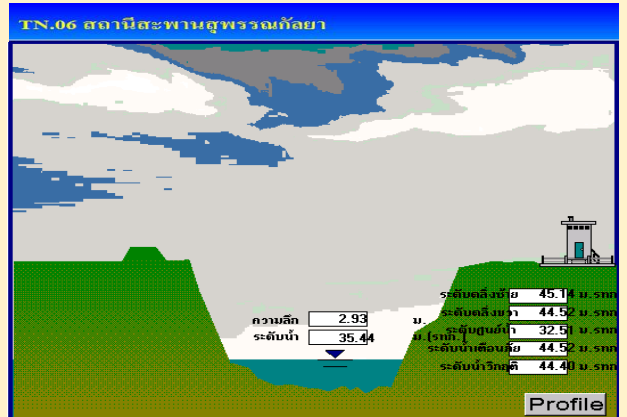 TN.06 สถานีสะพานสุพรรณกัลยา
ระดับตลิ่งซ้าย 45.14 ม.รทก
ระดับตลิ่งขวา 44.52 ม.รทก
ความลึก 2.93 ม.
ระดับศูนย์น้ำ 32.51 ม.รทก
ระดับน้ำ 35.44 ม.(รทก.)
ระดับน้ำเตือนภัย 44.52 ม.รทก
ระดับน้ำวิกฤติ 44.40 ม.รทก
Profile